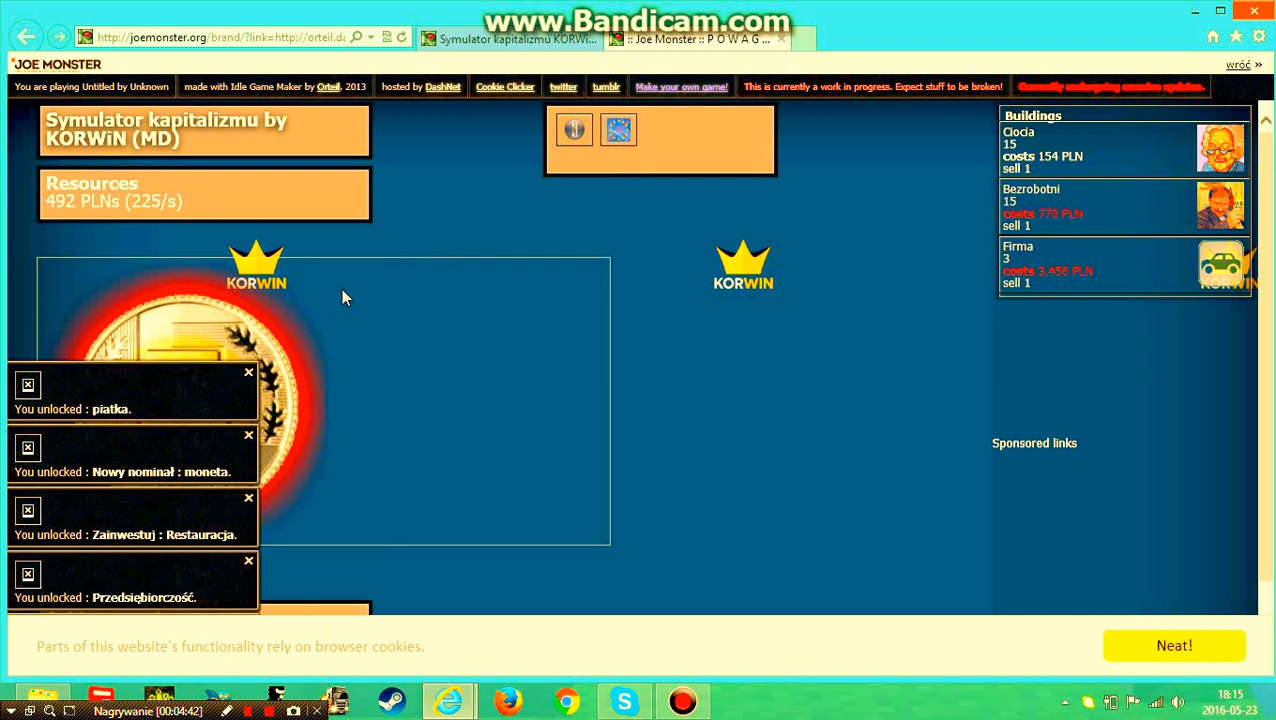 www.Bandicam.com
http://joemonster.org/brand/?link=http://orteil.da
Symulator kapitalizmu KORWi...
:: Joe Monster :: P O W A G ...
JOE MONSTER
wróć »
You are playing Untitled by Unknown
made with Idle Game Maker by Orteil, 2013
hosted by DashNet
Cookie Clicker
twitter
tumblr
Make your own game!
This is currently a work in progress. Expect stuff to be broken!
Currently undergoing massive updates.
Symulator kapitalizmu by
KORWiN (MD)
Resources
492 PLNs (225/s)
Buildings
Ciocia
15
costs 154 PLN
sell 1
Bezrobotni
15
costs 770 PLN
sell 1
Firma
3
costs 3,456 PLN
sell 1
KORWIN
KORWIN
You unlocked : piatka.
You unlocked : Nowy nominał : moneta.
You unlocked : Zainwestuj : Restauracja.
You unlocked : Przedsiębiorczość.
Sponsored links
Parts of this website's functionality rely on browser cookies.
Neat!
Nagrywanie [00:04:42]
18:15
2016-05-23